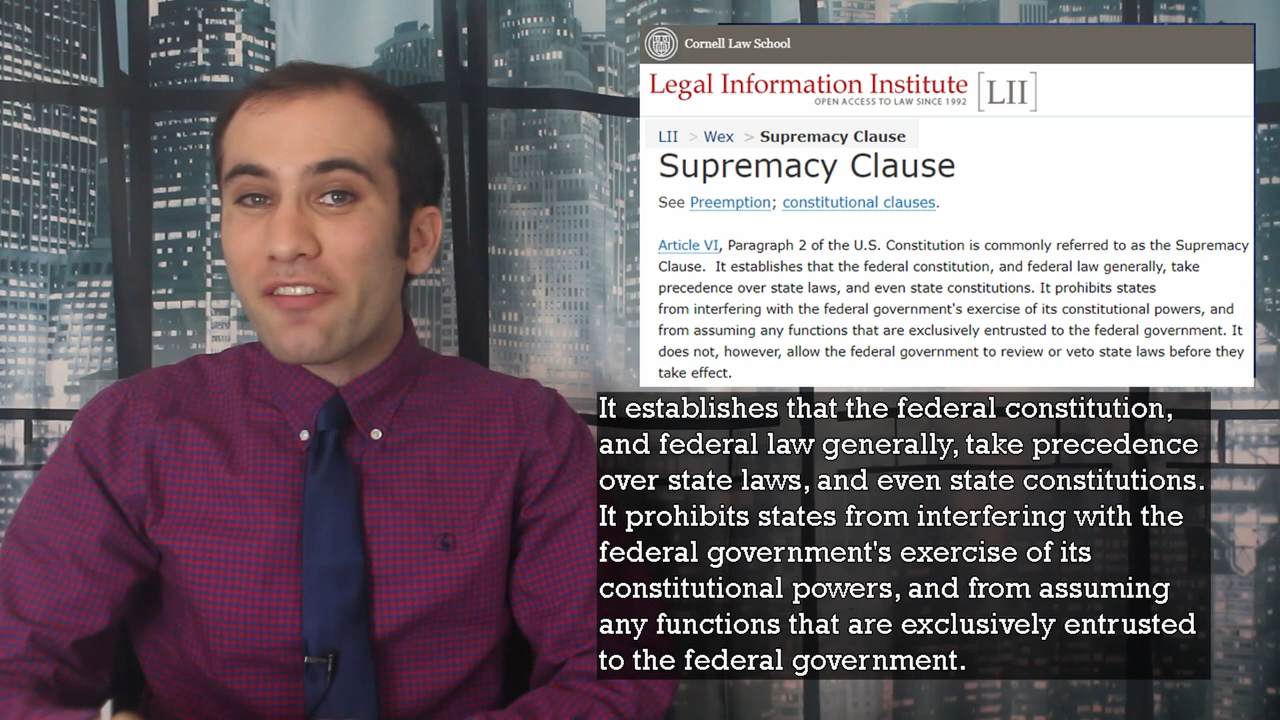 Cornell Law School
Legal Information Institute [LII]
OPEN ACCESS TO LAW SINCE 1992
LII > Wex > Supremacy Clause
Supremacy Clause
See Preemption; constitutional clauses.
Article VI, Paragraph 2 of the U.S. Constitution is commonly referred to as the Supremacy
Clause. It establishes that the federal constitution, and federal law generally, take
precedence over state laws, and even state constitutions. It prohibits states
from interfering with the federal government's exercise of its constitutional powers, and
from assuming any functions that are exclusively entrusted to the federal government. It
does not, however, allow the federal government to review or veto state laws before they
take effect.
It establishes that the federal constitution,
and federal law generally, take precedence
over state laws, and even state constitutions.
It prohibits states from interfering with the
federal government's exercise of its
constitutional powers, and from assuming
any functions that are exclusively entrusted
to the federal government.